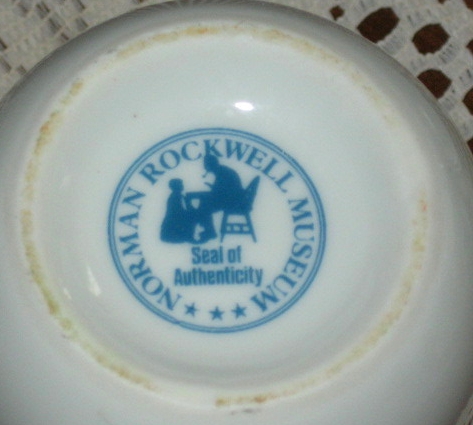 NORMAN ROCKWELL MUSEUM
Seal of
Authenticity